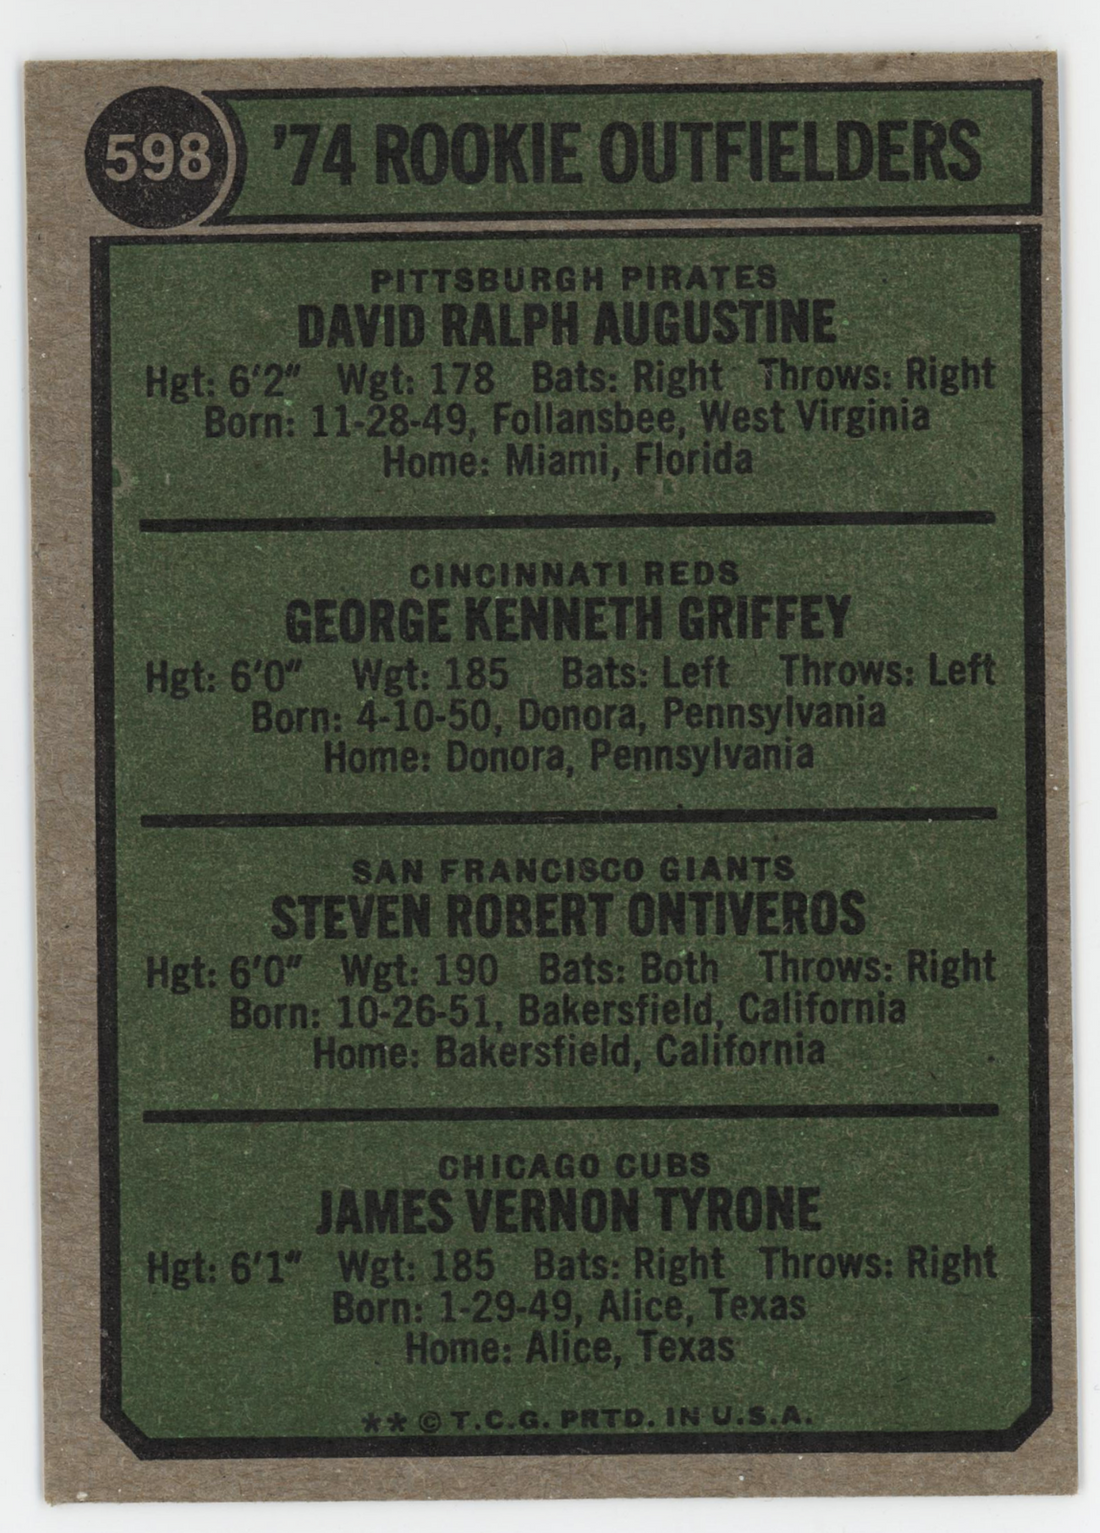 598
'74 ROOKIE OUTFIELDERS
PITTSBURGH PIRATES
DAVID RALPH AUGUSTINE
Hgt: 6'2" Wgt: 178 Bats: Right Throws: Right
Born: 11-28-49, Follansbee, West Virginia
Home: Miami, Florida
CINCINNATI REDS
GEORGE KENNETH GRIFFEY
Hgt: 6'0" Wgt: 185 Bats: Left Throws: Left
Born: 4-10-50, Donora, Pennsylvania
Home: Donora, Pennsylvania
SAN FRANCISCO GIANTS
STEVEN ROBERT ONTIVEROS
Hgt: 6'0" Wgt: 190 Bats: Both Throws: Right
Born: 10-26-51, Bakersfield, California
Home: Bakersfield, California
CHICAGO CUBS
JAMES VERNON TYRONE
Hgt: 6'1" Wgt: 185 Bats: Right Throws: Right
Born: 1-29-49, Alice, Texas
Home: Alice, Texas
** © T.C.G. PRTD. IN U.S.A.